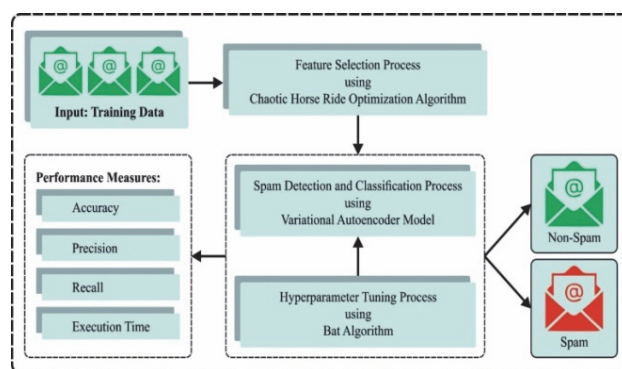 @ @ @
Input: Training Data
Feature Selection Process
using
Chaotic Horse Ride Optimization Algorithm
Performance Measures:
Accuracy
Precision
Recall
Execution Time
Spam Detection and Classification Process
using
Variational Autoencoder Model
Hyperparameter Tuning Process
using
Bat Algorithm
@
Non-Spam
@
Spam